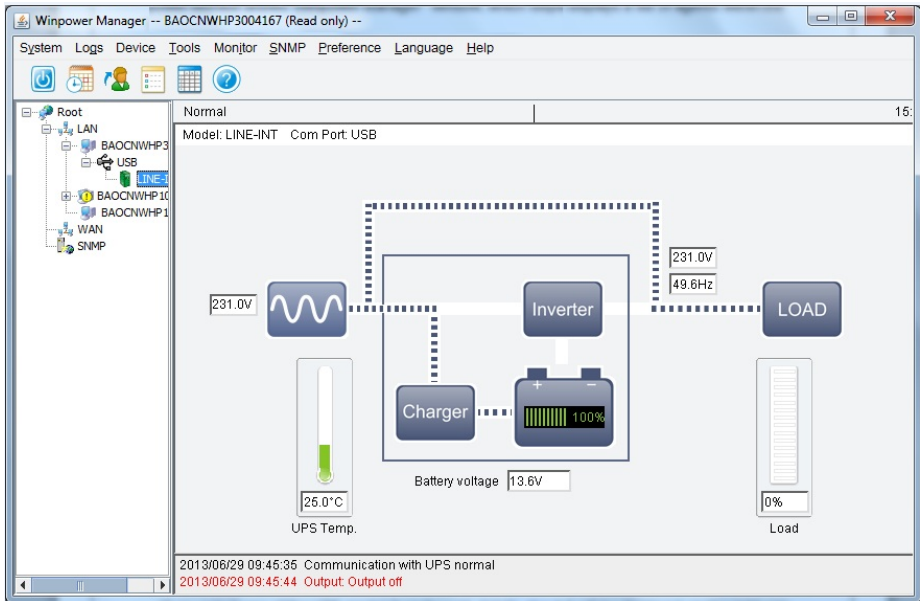 Winpower Manager -- BAOCNWHP3004167 (Read only) --
System Logs Device Tools Monitor SNMP Preference Language Help
Root
LAN
BAOCNWHP3
USB
LINE-I
BAOCNWHP10
BAOCNWHP1
WAN
SNMP
Normal
15:
Model: LINE-INT Com Port: USB
231.0V
231.0V
49.6Hz
Inverter
LOAD
Charger
+ −
100%
Battery voltage 13.6V
25.0°C
UPS Temp.
0%
Load
2013/06/29 09:45:35 Communication with UPS normal
2013/06/29 09:45:44 Output: Output off